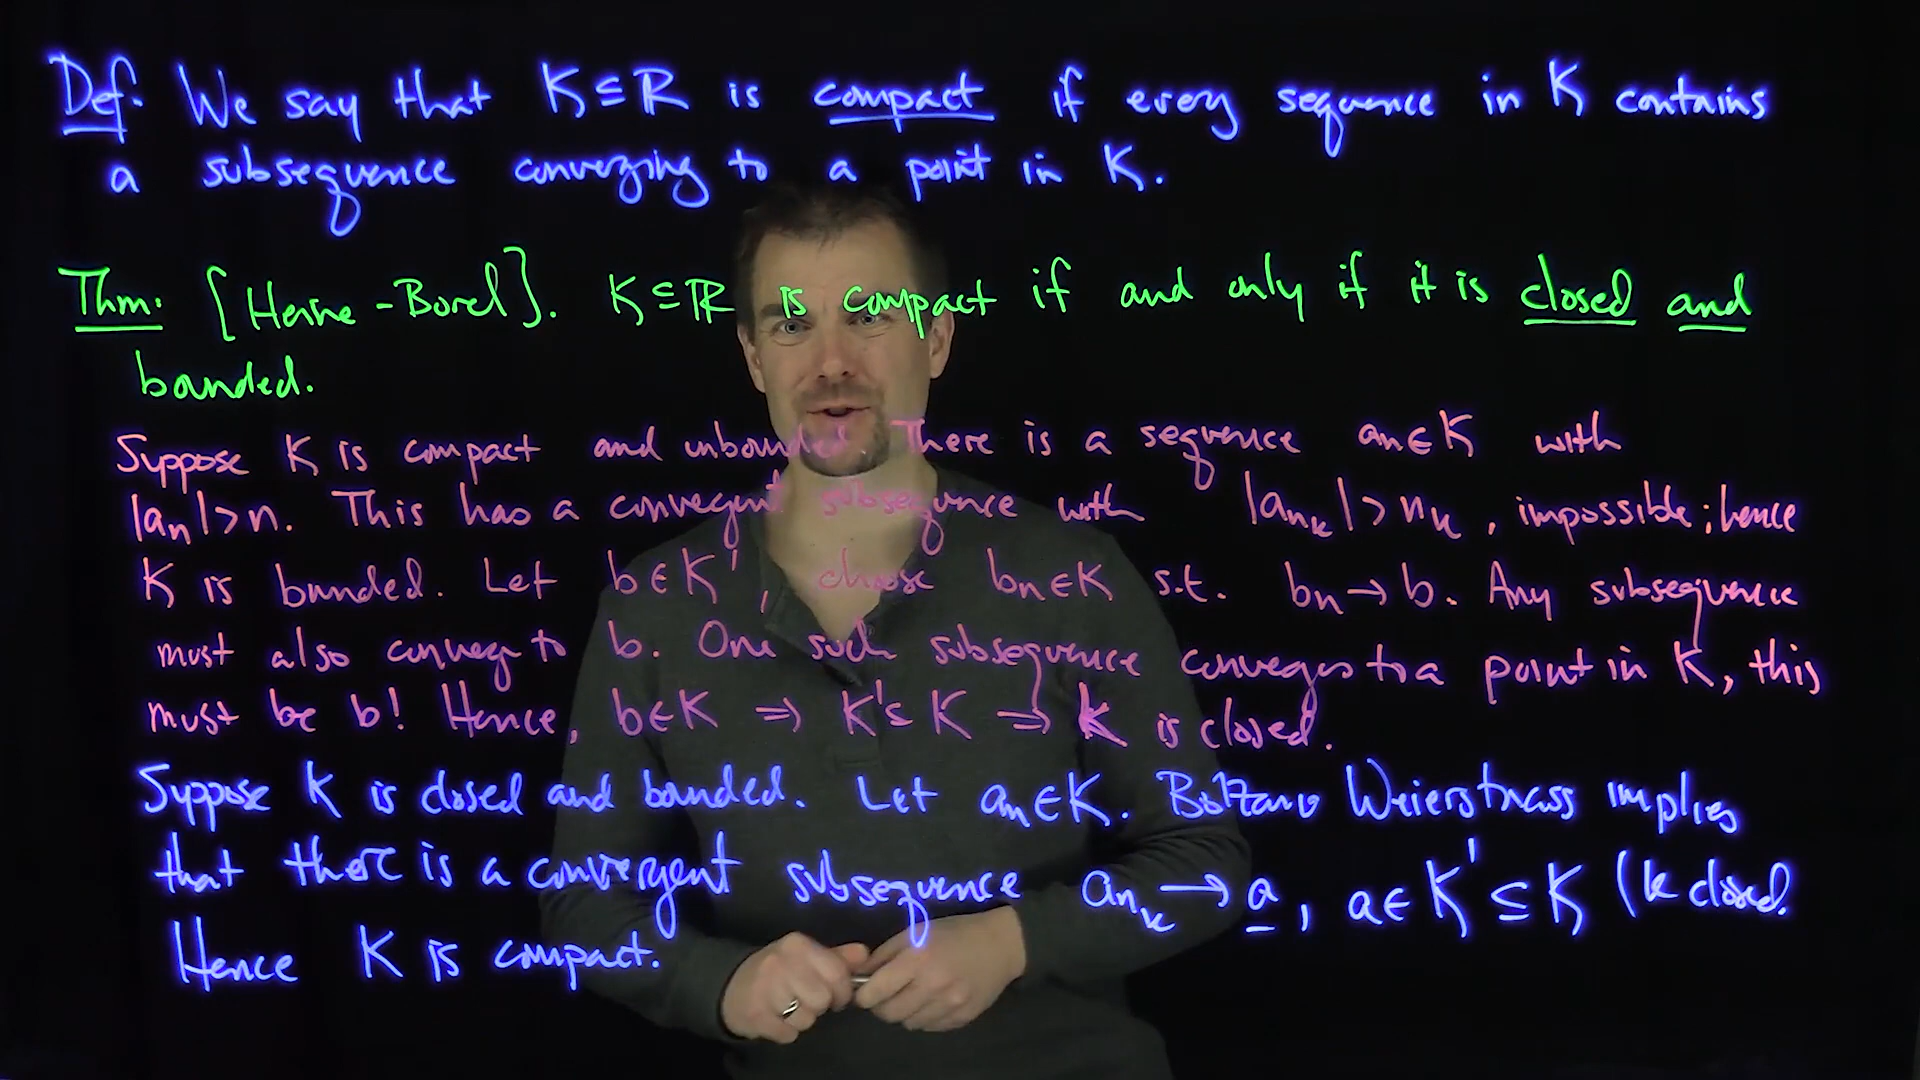 Def: We say that K ⊆ ℝ is compact if every sequence in K contains
a subsequence converging to a point in K.
Thm: [Heine-Borel]. K ⊆ ℝ is compact if and only if it is closed and
bounded.
Suppose K is compact and unbounded. There is a sequence aₙ ∈ K with
|aₙ| > n. This has a convergent subsequence with |aₙₖ| > nₖ, impossible; hence
K is bounded. Let b ∈ K', choose bₙ ∈ K s.t. bₙ → b. Any subsequence
must also converge to b. One such subsequence converges to a point in K, this
must be b! Hence, b ∈ K ⇒ K' ⊆ K ⇒ K is closed.
Suppose K is closed and bounded. Let aₙ ∈ K. Bolzano Weierstrass implies
that there is a convergent subsequence aₙₖ → a, a ∈ K' ⊆ K (K closed.
Hence K is compact.